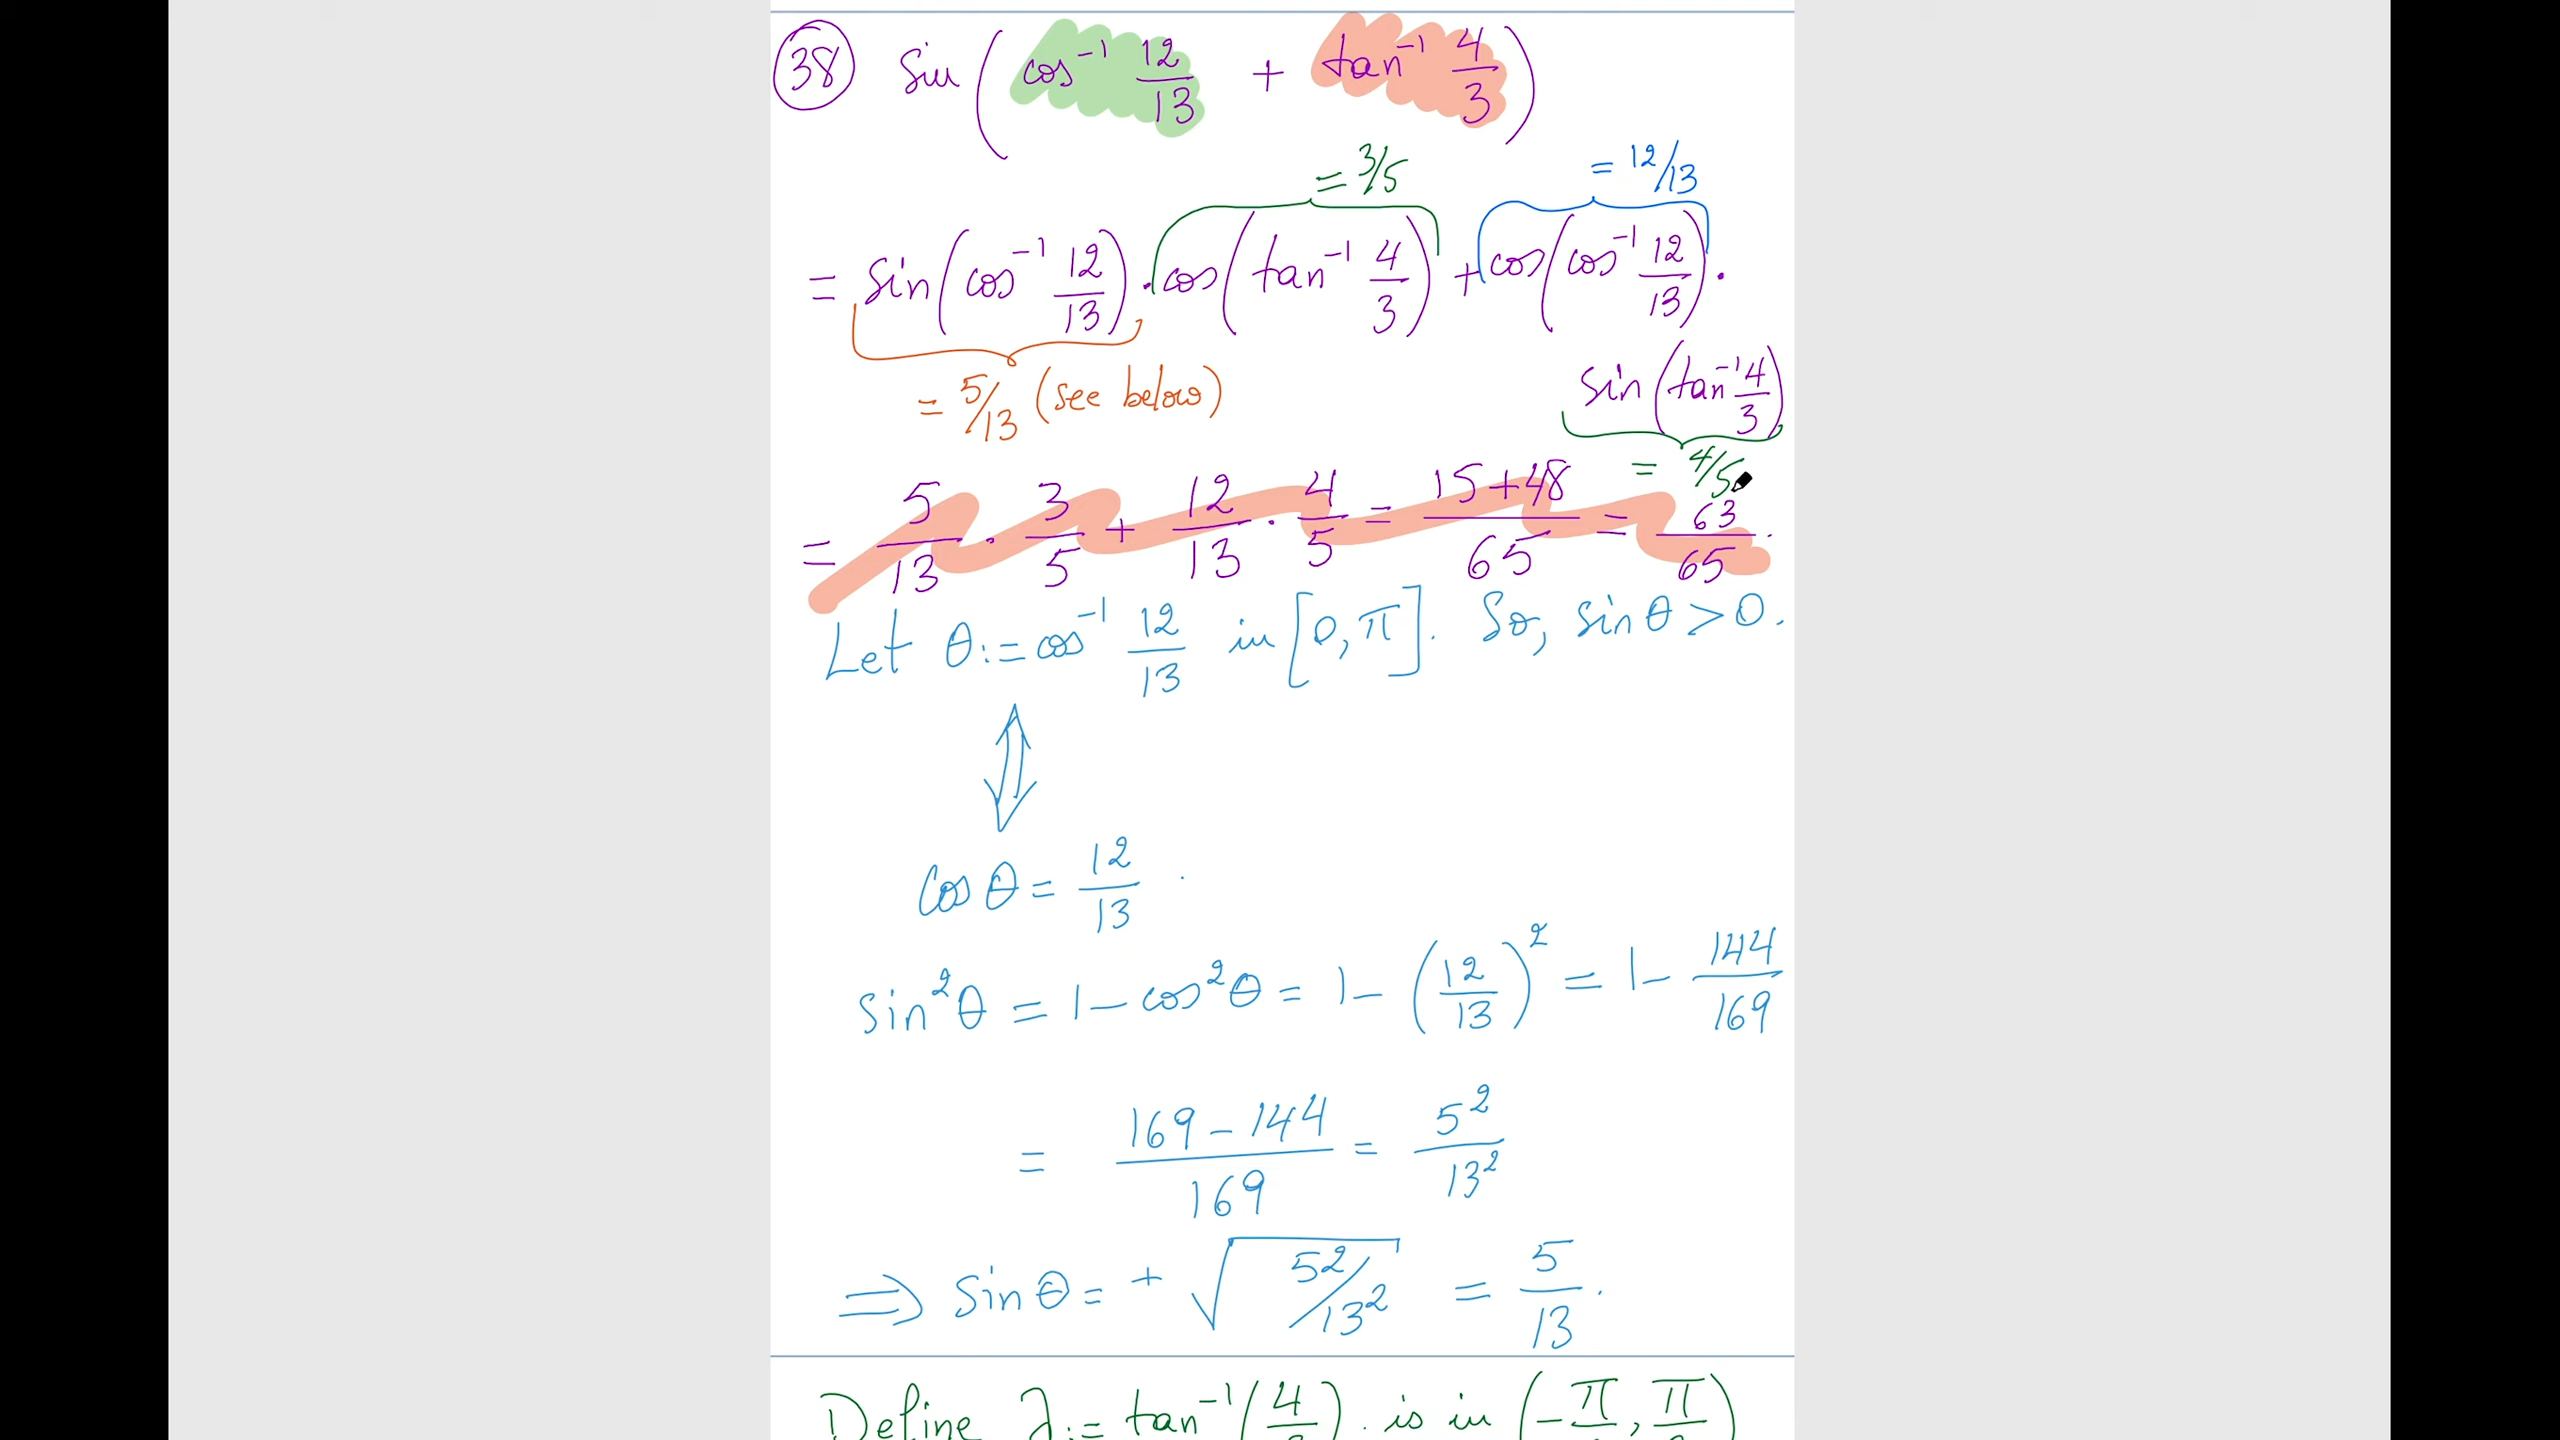 38 sin(cos⁻¹ 12/13 + tan⁻¹ 4/3)
= 3/5 = 12/13
= sin(cos⁻¹ 12/13) · cos(tan⁻¹ 4/3) + cos(cos⁻¹ 12/13) ·
= 5/13 (see below) sin(tan⁻¹ 4/3)
= 4/5
= 5/13 · 3/5 + 12/13 · 4/5 = 15+48/65 = 63/65 .
Let θ := cos⁻¹ 12/13 in [0, π]. So, sin θ > 0.
cos θ = 12/13 .
sin²θ = 1 − cos²θ = 1 − (12/13)² = 1 − 144/169
= 169 − 144/169 = 5²/13²
⟹ sin θ = + √5²/13² = 5/13 .
Define := tan⁻¹(4/3) . is in (−π/, π/)